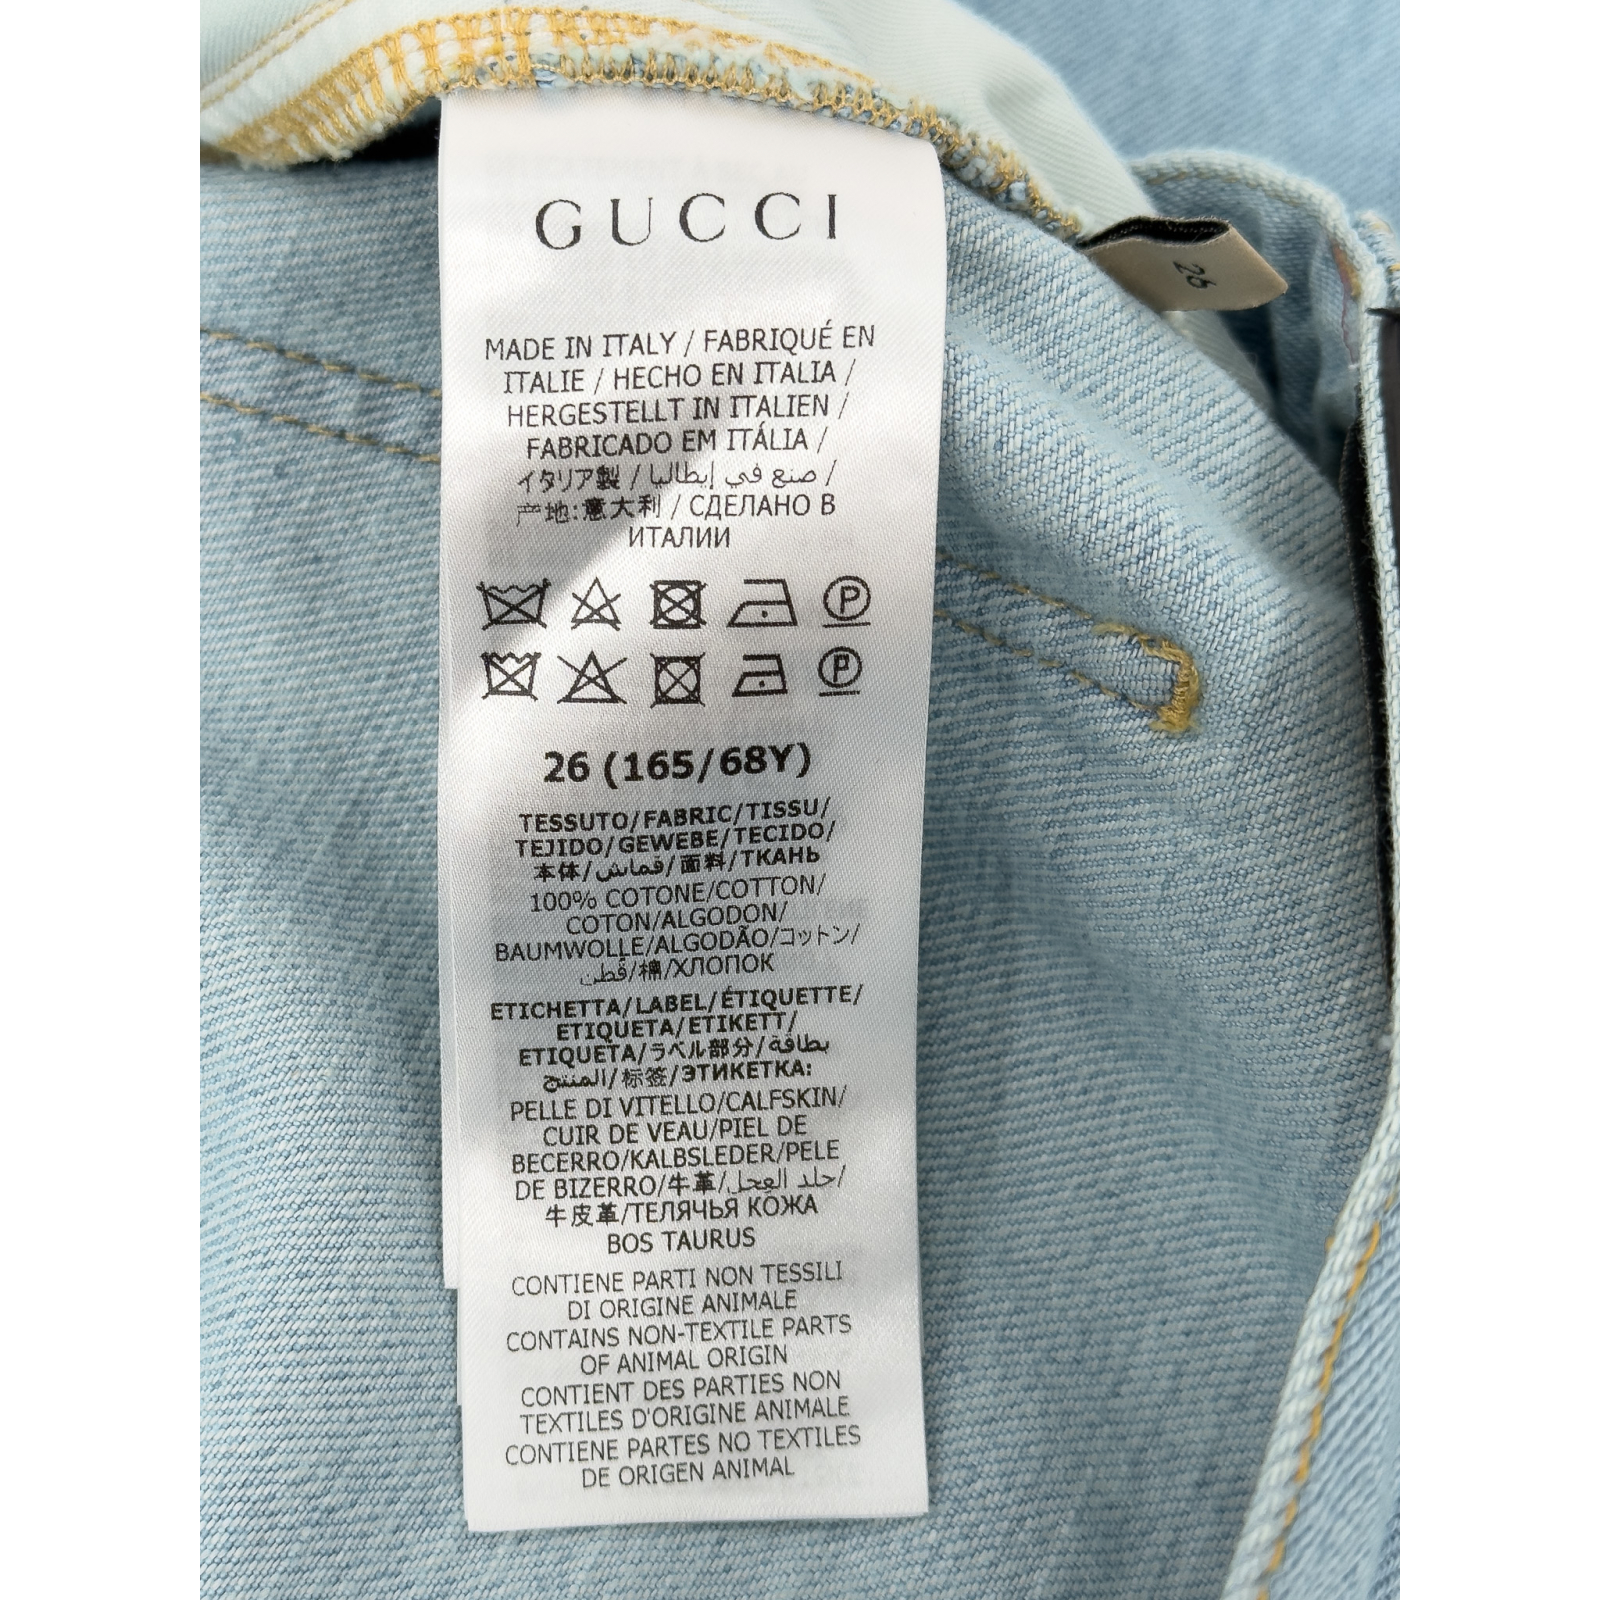 GUCCI
26
MADE IN ITALY / FABRIQUÉ EN
ITALIE / HECHO EN ITALIA /
HERGESTELLT IN ITALIEN /
FABRICADO EM ITÁLIA /
イタリア製 / صنع في إيطاليا /
产地:意大利 / СДЕЛАНО В
ИТАЛИИ
P
P
26 (165/68Y)
TESSUTO/FABRIC/TISSU/
TEJIDO/GEWEBE/TECIDO/
本体/قماش/面料/ТКАНЬ
100% COTONE/COTTON/
COTON/ALGODON/
BAUMWOLLE/ALGODÃO/コットン/
قطن/棉/ХЛОПОК
ETICHETTA/LABEL/ÉTIQUETTE/
ETIQUETA/ETIKETT/
ETIQUETA/ラベル部分/بطاقة
المنتج/标签/ЭТИКЕТКА:
PELLE DI VITELLO/CALFSKIN/
CUIR DE VEAU/PIEL DE
BECERRO/KALBSLEDER/PELE
DE BIZERRO/牛革/جلد العجل/
牛皮革/ТЕЛЯЧЬЯ КОЖА
BOS TAURUS
CONTIENE PARTI NON TESSILI
DI ORIGINE ANIMALE
CONTAINS NON-TEXTILE PARTS
OF ANIMAL ORIGIN
CONTIENT DES PARTIES NON
TEXTILES D'ORIGINE ANIMALE
CONTIENE PARTES NO TEXTILES
DE ORIGEN ANIMAL